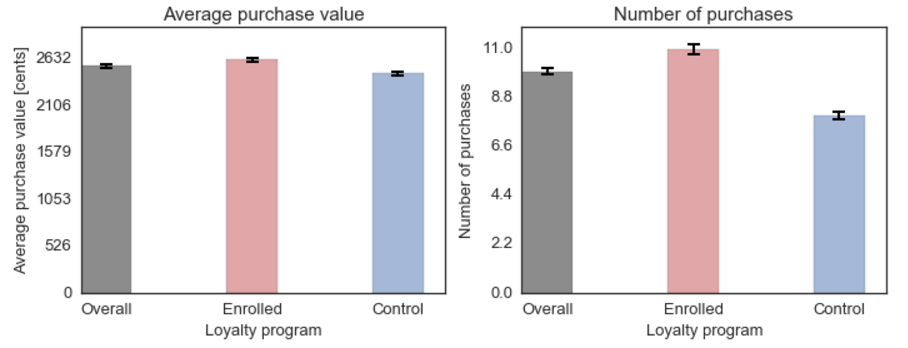 Average purchase value
Average purchase value [cents]
2632
2106
1579
1053
526
0
Overall Enrolled Control
Loyalty program
Number of purchases
Number of purchases
11.0
8.8
6.6
4.4
2.2
0.0
Overall Enrolled Control
Loyalty program